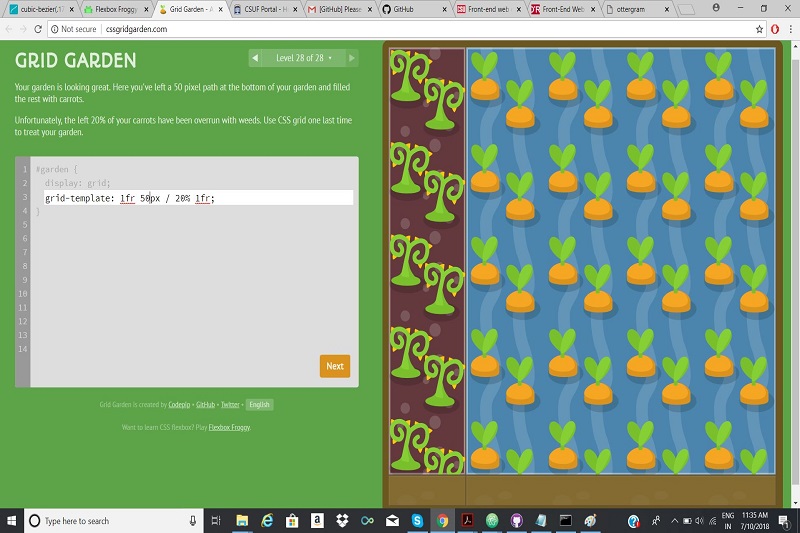 cubic-bezier(.17
Flexbox Froggy
Grid Garden - A
CSUF Portal - H
[GitHub] Please
GitHub
Front-end web
Front-End Web
ottergram
Not secure | cssgridgarden.com
GRID GARDEN
Level 28 of 28
Your garden is looking great. Here you've left a 50 pixel path at the bottom of your garden and filled
the rest with carrots.
Unfortunately, the left 20% of your carrots have been overrun with weeds. Use CSS grid one last time
to treat your garden.
1 #garden {
2 display: grid;
3 grid-template: 1fr 50px / 20% 1fr;
4 }
5
6
7
8
9
10
11
12
13
14
Next
Grid Garden is created by Codepip • GitHub • Twitter • English
Want to learn CSS flexbox? Play Flexbox Froggy.
Type here to search
ENG
IN
11:35 AM
7/10/2018